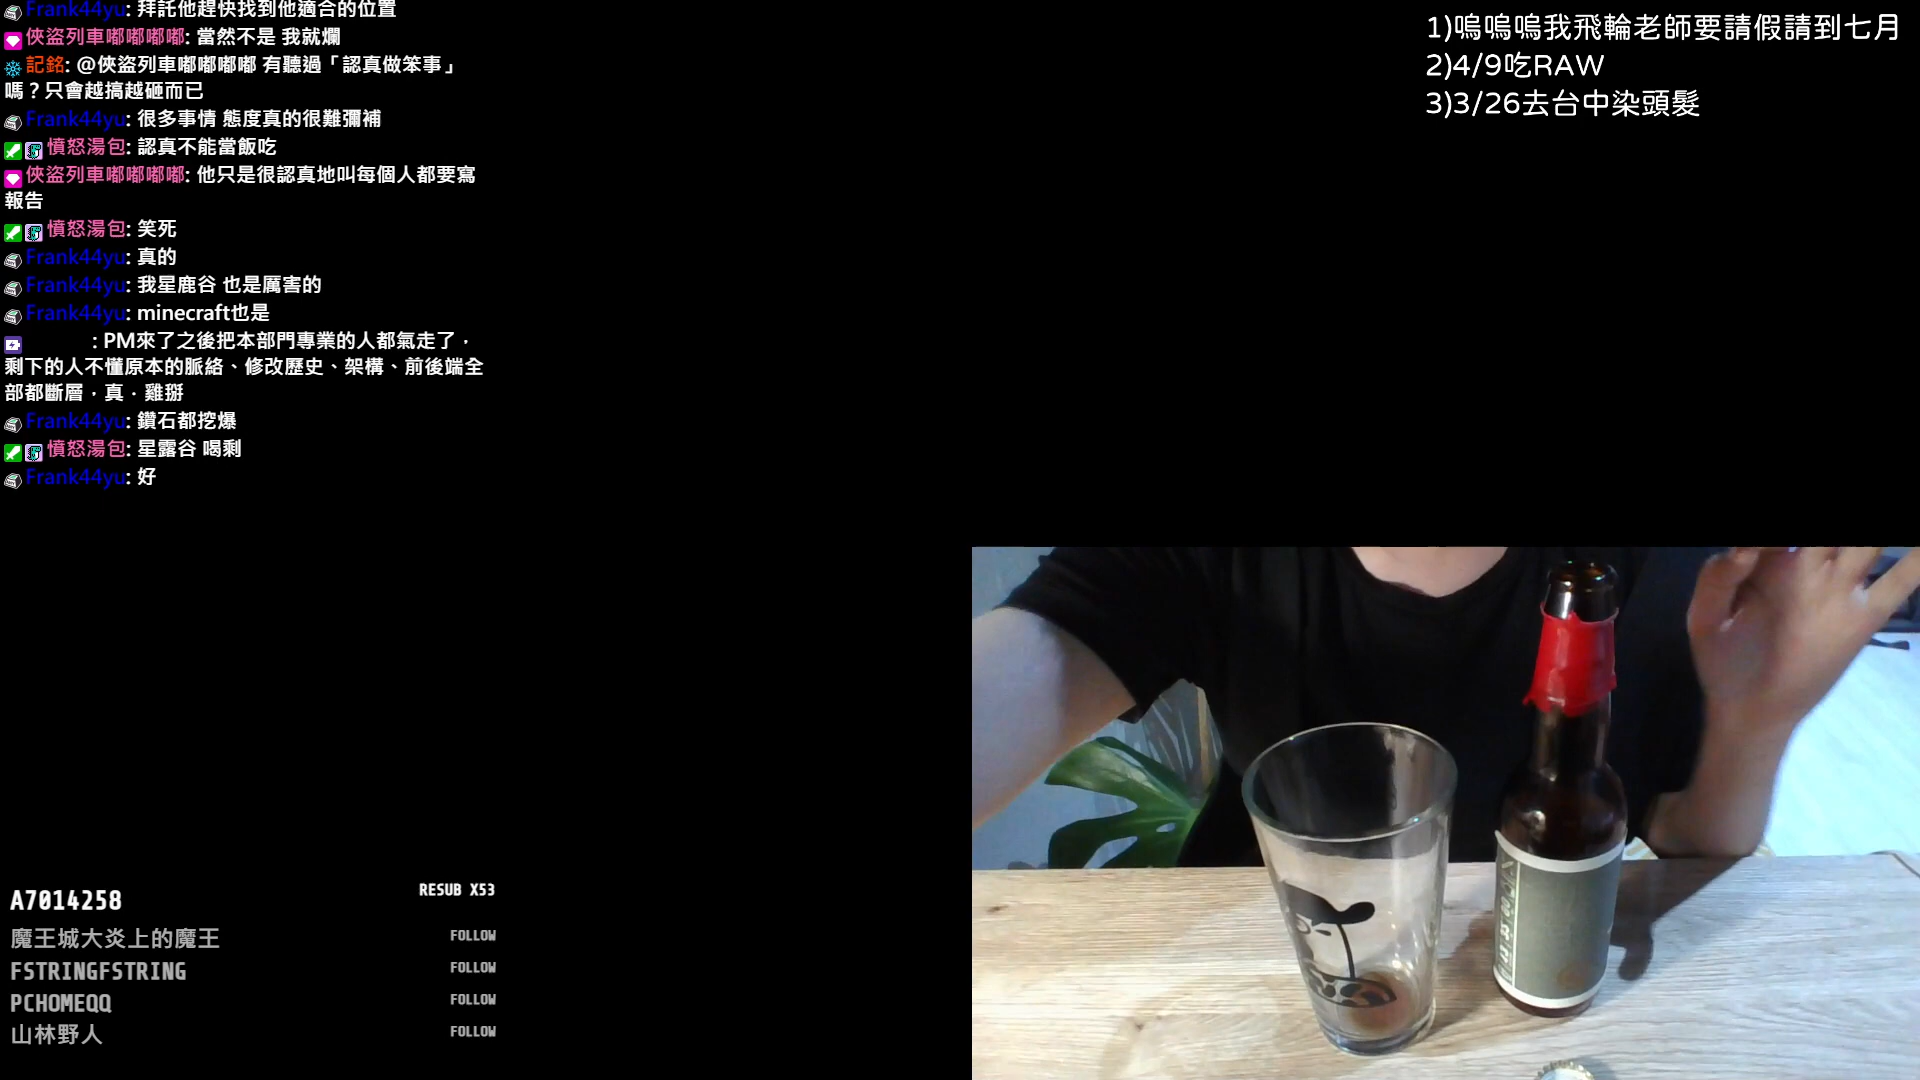 Frank44yu: 拜託他趕快找到他適合的位置
俠盜列車嘟嘟嘟嘟: 當然不是 我就爛
記銘: @俠盜列車嘟嘟嘟嘟 有聽過「認真做笨事」
嗎？只會越搞越砸而已
Frank44yu: 很多事情 態度真的很難彌補
憤怒湯包: 認真不能當飯吃
俠盜列車嘟嘟嘟嘟: 他只是很認真地叫每個人都要寫
報告
憤怒湯包: 笑死
Frank44yu: 真的
Frank44yu: 我星鹿谷 也是厲害的
Frank44yu: minecraft也是
: PM來了之後把本部門專業的人都氣走了，
剩下的人不懂原本的脈絡、修改歷史、架構、前後端全
部都斷層，真．雞掰
Frank44yu: 鑽石都挖爆
憤怒湯包: 星露谷 喝剩
Frank44yu: 好
1)嗚嗚嗚我飛輪老師要請假請到七月
2)4/9吃RAW
3)3/26去台中染頭髮
A7014258 RESUB X53
魔王城大炎上的魔王 FOLLOW
FSTRINGFSTRING FOLLOW
PCHOMEQQ FOLLOW
山林野人 FOLLOW